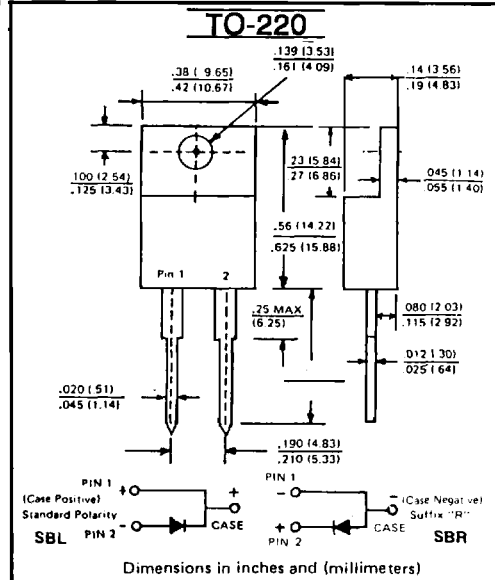 TO-220
.139 (3.53)
.161 (4.09)
.38 ( 9.65)
.42 (10.67)
.14 (3.56)
.19 (4.83)
.100 (2.54)
.125 (3.43)
.23 (5.84)
.27 (6.86)
.045 (1.14)
.055 (1.40)
.56 (14.22)
.625 (15.88)
Pin 1 2
.25 MAX
(6.25)
.080 (2.03)
.115 (2.92)
.012 (.30)
.025 (.64)
.020 (.51)
.045 (1.14)
.190 (4.83)
.210 (5.33)
PIN 1 + +
(Case Positive)
Standard Polarity
SBL PIN 2 - CASE
PIN 1 - - (Case Negative)
Suffix "R"
+ PIN 2 CASE SBR
Dimensions in inches and (millimeters)